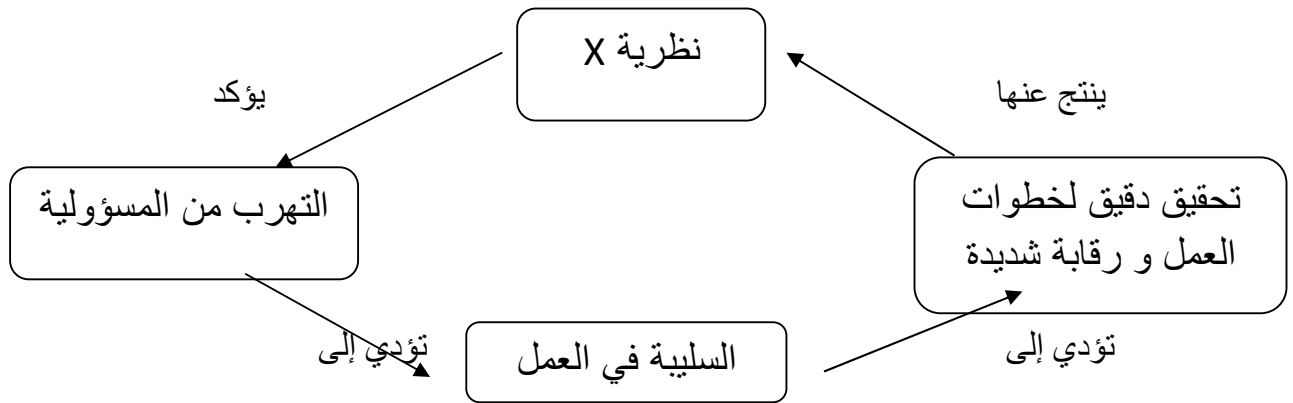 نظرية X
ينتج عنها
يؤكد
تحقيق دقيق لخطوات
العمل و رقابة شديدة
التهرب من المسؤولية
تؤدي إلى
السليبة في العمل
تؤدي إلى